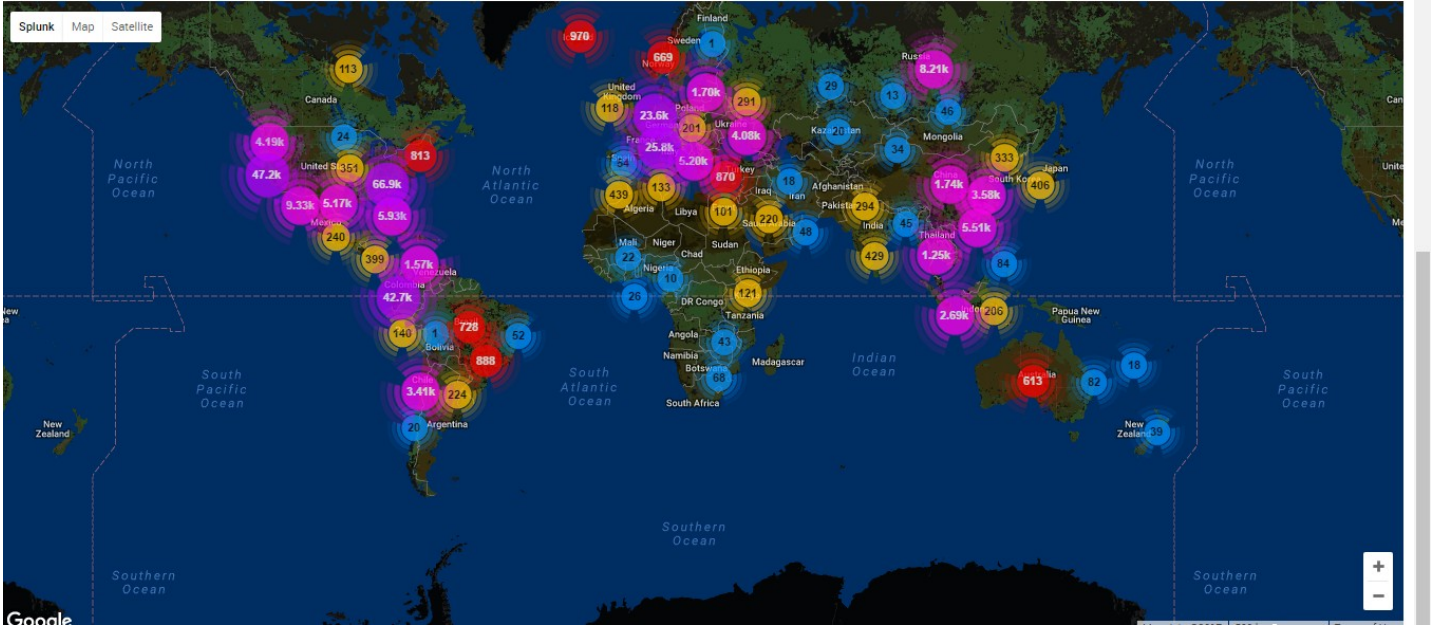 Splunk Map Satellite
Finland
970
Sweden
1
669
Norway
Russia
8.21k
113
Canada
United
Kingdom
118
1.70k
Poland
291
29
13
46
23.6k
201
Ukraine
4.08k
Kazakhstan
20
Mongolia
34
4.19k
24
813
United
351
47.2k
66.9k
North
Pacific
Ocean
North
Atlantic
Ocean
25.8k
5.20k
64
870
Turkey
Iraq
18
Iran
Afghanistan
China
1.74k
333
South Korea
Japan
406
3.58k
North
Pacific
Ocean
9.33k
5.17k
5.93k
Mexico
240
439
133
Algeria
Libya
101
220
Saudi Arabia
48
Pakistan
294
India
45
5.51k
Thailand
1.25k
399
1.57k
Venezuela
Mali
Niger
Sudan
Chad
22
Nigeria
10
Ethiopia
429
84
Colombia
42.7k
26
DR Congo
121
Tanzania
2.69k
206
Papua New
Guinea
140
1
728
52
Bolivia
888
Angola
43
Namibia
Botswana
68
Madagascar
Indian
Ocean
18
82
613
Australia
South
Pacific
Ocean
Chile
3.41k
224
20
Argentina
South
Atlantic
Ocean
South Africa
South
Pacific
Ocean
New
Zealand
New
Zealand
39
Southern
Ocean
Southern
Ocean
Southern
Ocean
+
−
Google